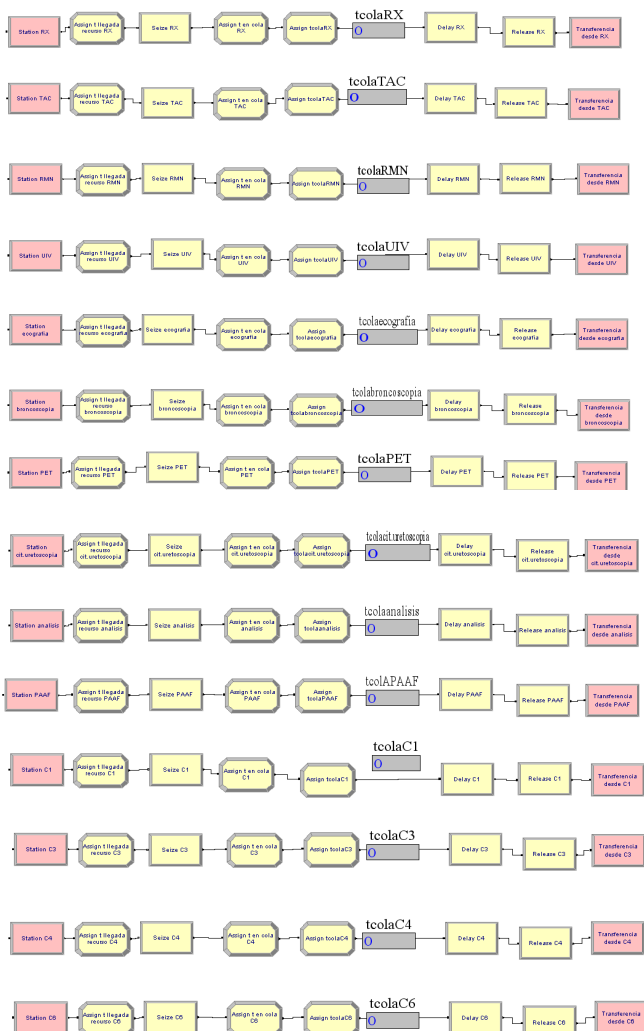 tcolaRX
Station RX
Assign t llegada
recurso RX
Seize RX
Assign t en cola
RX
Assign tcolaRX
0
Delay RX
Release RX
Transferencia
desde RX
tcolaTAC
Station TAC
Assign t llegada
recurso TAC
Seize TAC
Assign t en cola
TAC
Assign tcolaTAC
0
Delay TAC
Release TAC
Transferencia
desde TAC
tcolaRMN
Station RMN
Assign t llegada
recurso RMN
Seize RMN
Assign t en cola
RMN
Assign tcolaRMN
0
Delay RMN
Release RMN
Transferencia
desde RMN
tcolaUIV
Station UIV
Assign t llegada
recurso UIV
Seize UIV
Assign t en cola
UIV
Assign tcolaUIV
0
Delay UIV
Release UIV
Transferencia
desde UIV
tcolaecografía
Station
ecografia
Assign t llegada
recurso ecografia
Seize ecografia
Assign t en cola
ecografia
Assign
tcolaecografia
0
Delay ecografia
Release
ecografia
Transferencia
desde ecografia
tcolabroncoscopia
Station
broncoscopia
Assign t llegada
recurso
broncoscopia
Seize
broncoscopia
Assign t en cola
broncoscopia
Assign
tcolabroncoscopia
0
Delay
broncoscopia
Release
broncoscopia
Transferencia
desde
broncoscopia
tcolaPET
Station PET
Assign t llegada
recurso PET
Seize PET
Assign t en cola
PET
Assign tcolaPET
0
Delay PET
Release PET
Transferencia
desde PET
tcolacit.uretoscopia
Station
cit.uretoscopia
Assign t llegada
recurso
cit.uretoscopia
Seize
cit.uretoscopia
Assign t en cola
cit.uretoscopia
Assign
tcolacit.uretoscopia
0
Delay
cit.uretoscopia
Release
cit.uretoscopia
Transferencia
desde
cit.uretoscopia
tcolaanalisis
Station analisis
Assign t llegada
recurso analisis
Seize analisis
Assign t en cola
analisis
Assign
tcolaanalisis
0
Delay analisis
Release analisis
Transferencia
desde analisis
tcolAPAAF
Station PAAF
Assign t llegada
recurso PAAF
Seize PAAF
Assign t en cola
PAAF
Assign
tcolaPAAF
0
Delay PAAF
Release PAAF
Transferencia
desde PAAF
tcolaC1
Station C1
Assign t llegada
recurso C1
Seize C1
Assign t en cola
C1
Assign tcolaC1
0
Delay C1
Release C1
Transferencia
desde C1
tcolaC3
Station C3
Assign t llegada
recurso C3
Seize C3
Assign t en cola
C3
Assign tcolaC3
0
Delay C3
Release C3
Transferencia
desde C3
tcolaC4
Station C4
Assign t llegada
recurso C4
Seize C4
Assign t en cola
C4
Assign tcolaC4
0
Delay C4
Release C4
Transferencia
desde C4
tcolaC6
Station C6
Assign t llegada
recurso C6
Seize C6
Assign t en cola
C6
Assign tcolaC6
0
Delay C6
Release C6
Transferencia
desde C6